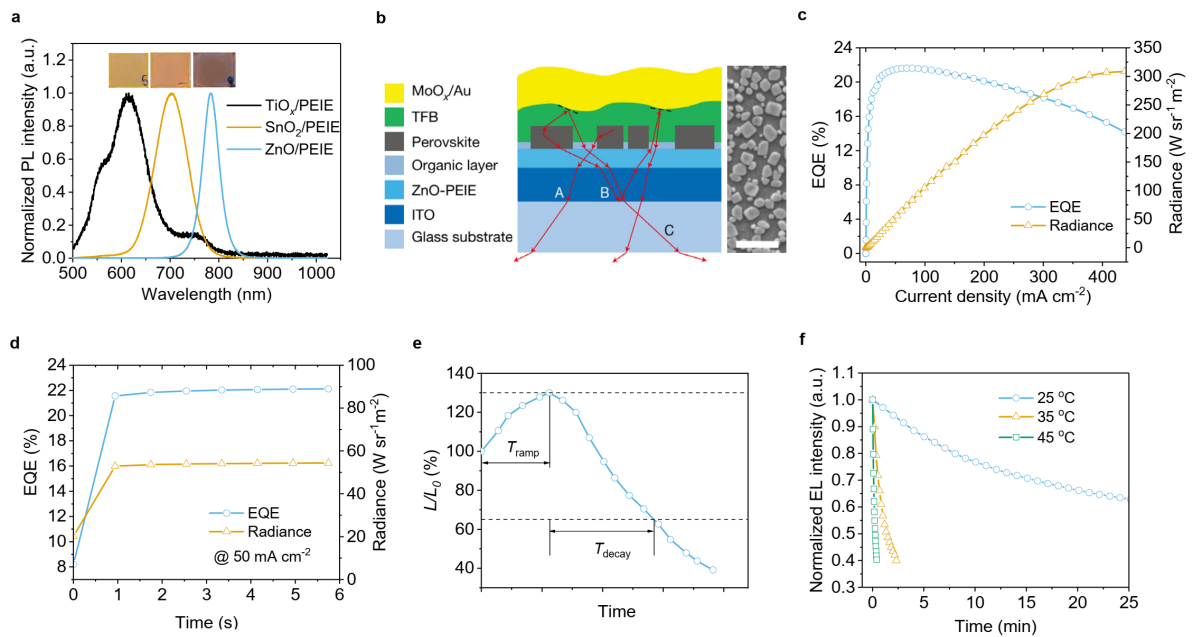 a
Normalized PL intensity (a.u.)
1.2
1.0
0.8
0.6
0.4
0.2
0.0
500 600 700 800 900 1000
Wavelength (nm)
TiOₓ/PEIE
SnO₂/PEIE
ZnO/PEIE
b
MoOₓ/Au
TFB
Perovskite
Organic layer
ZnO-PEIE
ITO
Glass substrate
A B C
c
EQE (%)
24
20
16
12
8
4
0
0 100 200 300 400
Current density (mA cm⁻²)
350
300
250
200
150
100
50
0
Radiance (W sr⁻¹ m⁻²)
EQE
Radiance
d
EQE (%)
24
22
20
18
16
14
12
10
8
0 1 2 3 4 5 6
Time (s)
100
80
60
40
20
0
Radiance (W sr⁻¹m⁻²)
EQE
Radiance
@ 50 mA cm⁻²
e
L/L₀ (%)
140
120
100
80
60
40
T_ramp
T_decay
Time
f
Normalized EL intensity (a.u.)
1.1
1.0
0.9
0.8
0.7
0.6
0.5
0.4
0.3
0 5 10 15 20 25
Time (min)
25 ºC
35 ºC
45 ºC